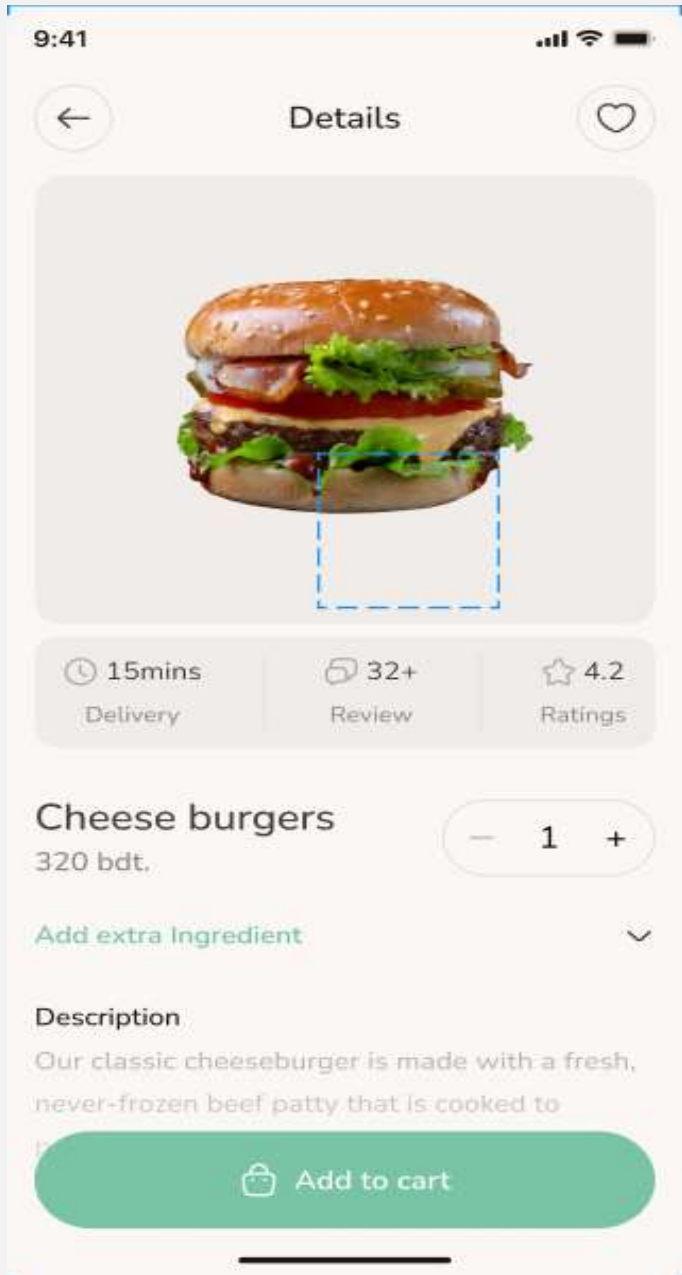 9:41
Details
15mins
32+
4.2
Delivery
Review
Ratings
Cheese burgers
1
320 bdt.
Add extra Ingredient
Description
Our classic cheeseburger is made with a fresh,
never-frozen beef patty that is cooked to
Add to cart